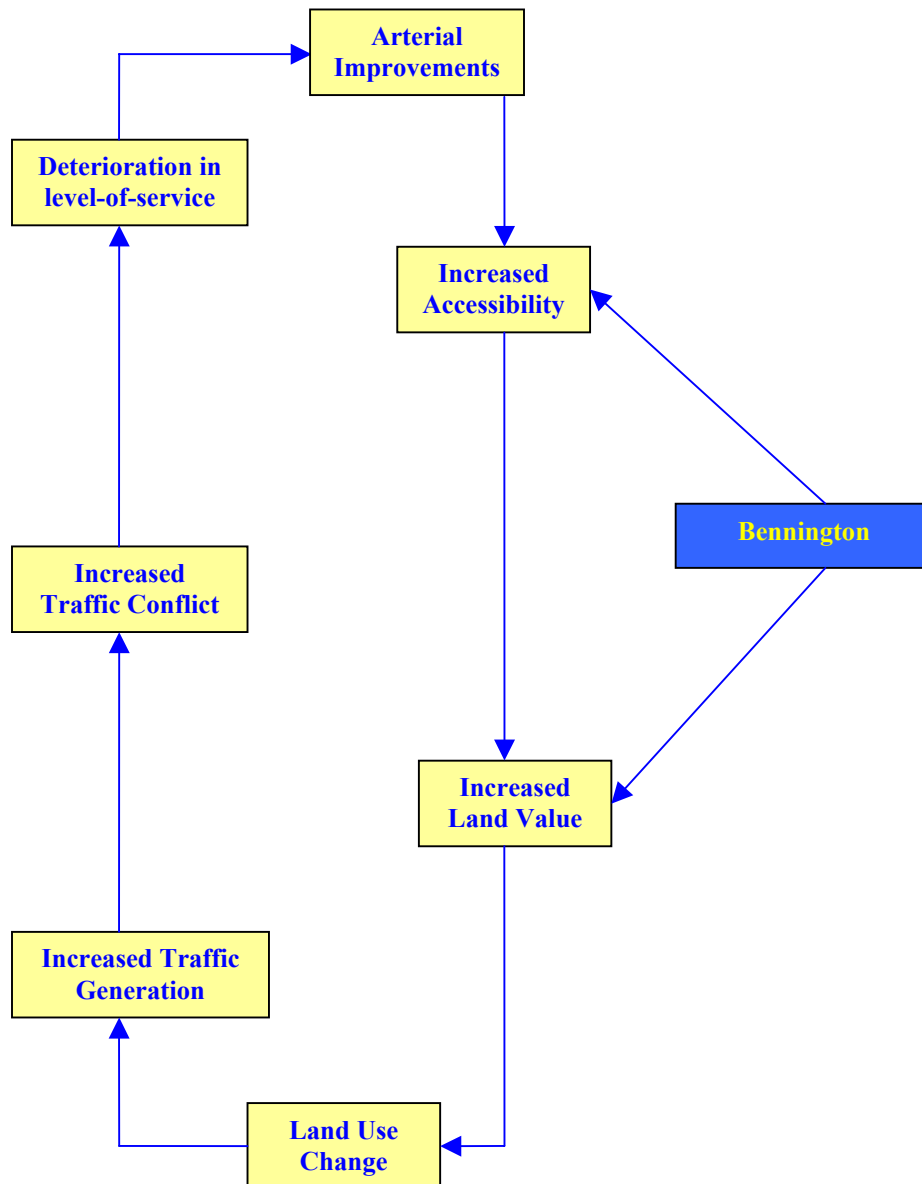 Arterial
Improvements
Deterioration in
level-of-service
Increased
Accessibility
Bennington
Increased
Traffic Conflict
Increased
Land Value
Increased Traffic
Generation
Land Use
Change